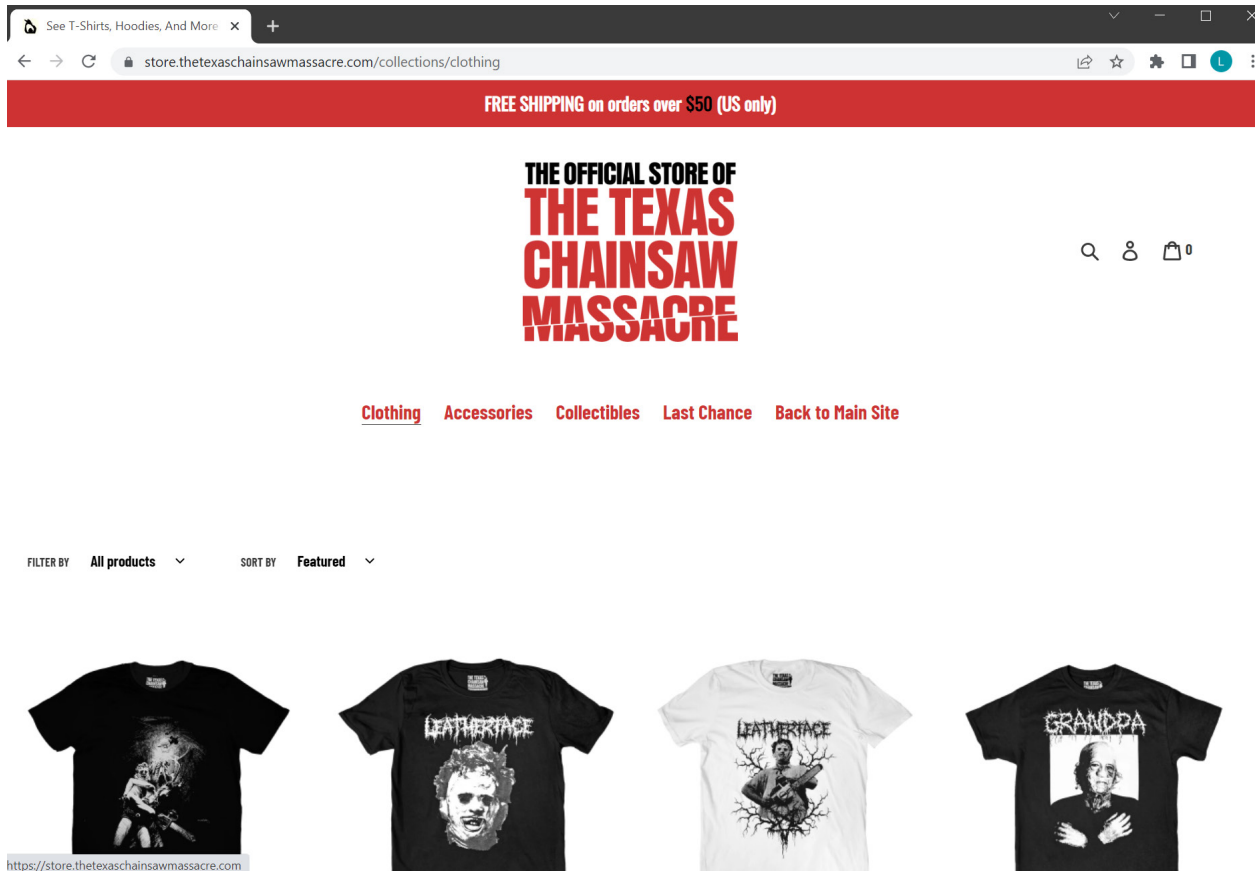 See T-Shirts, Hoodies, And More
store.thetexaschainsawmassacre.com/collections/clothing
L
FREE SHIPPING on orders over $50 (US only)
THE OFFICIAL STORE OF
THE TEXAS
CHAINSAW
MASSACRE
0
Clothing Accessories Collectibles Last Chance Back to Main Site
FILTER BY All products SORT BY Featured
LEATHERFACE
LEATHERFACE
GRANDPA
https://store.thetexaschainsawmassacre.com